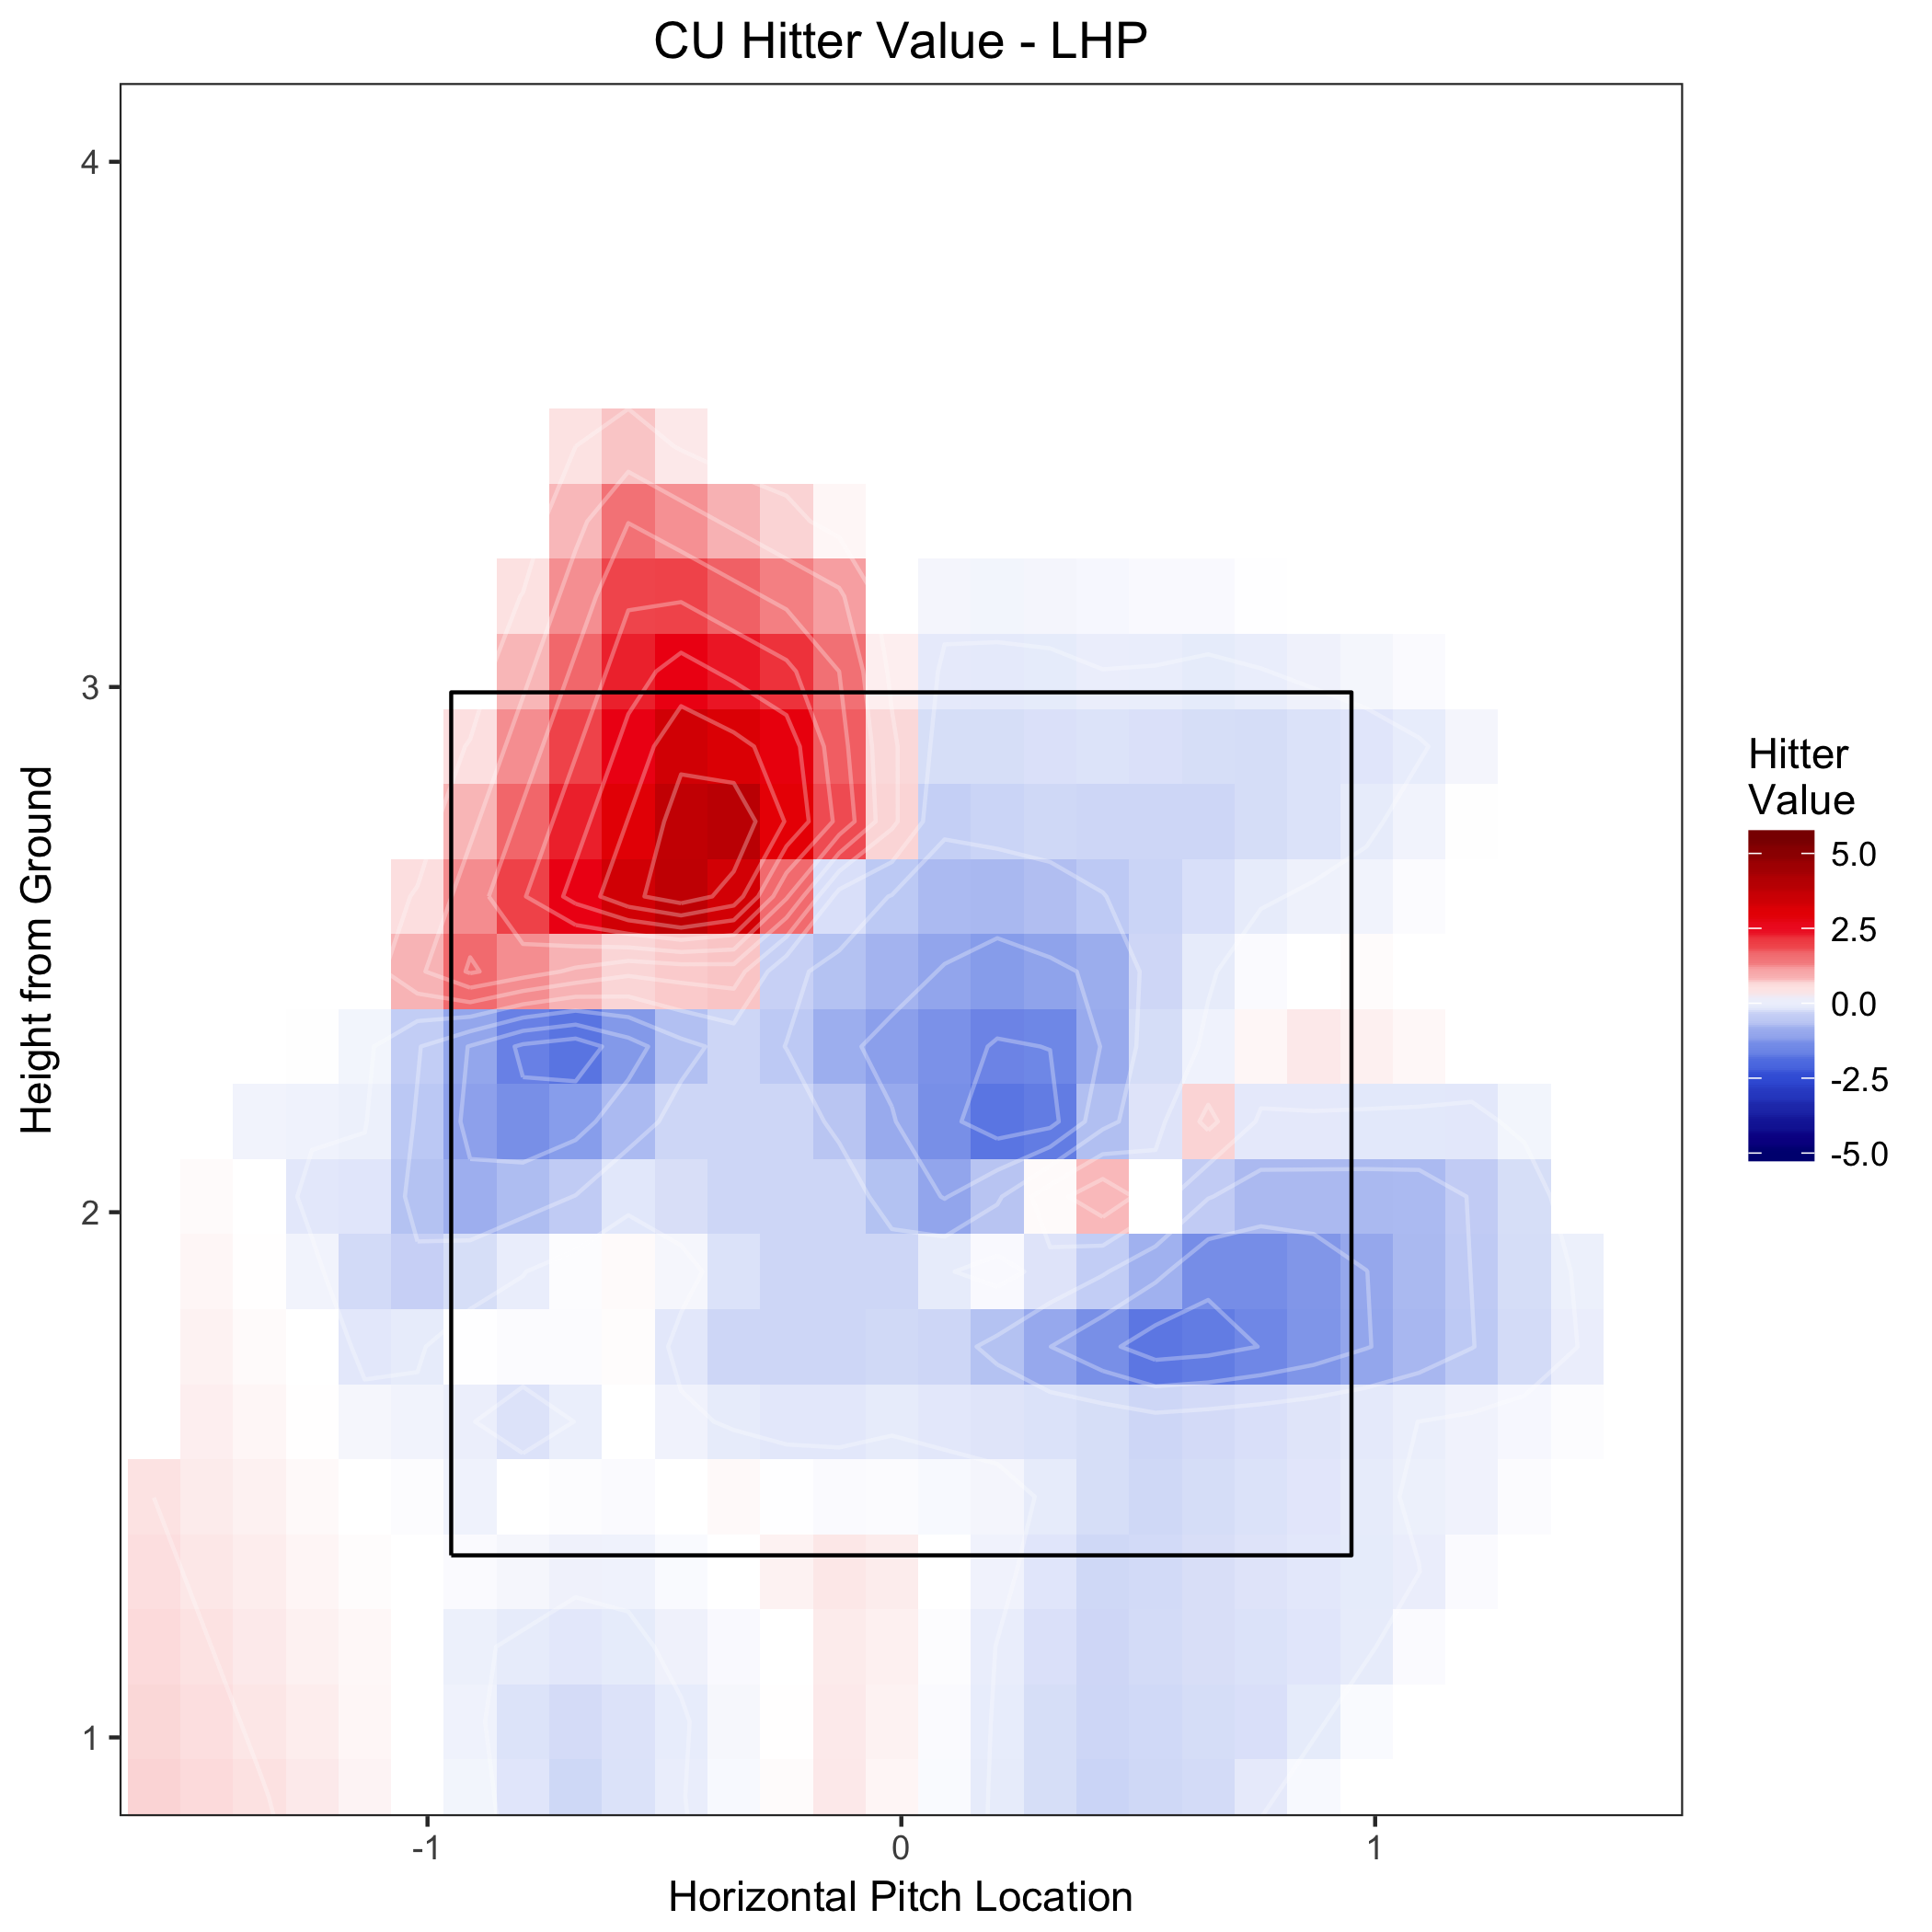 CU Hitter Value - LHP
4
3
2
1
Height from Ground
-1
0
1
Horizontal Pitch Location
Hitter
Value
5.0
2.5
0.0
-2.5
-5.0